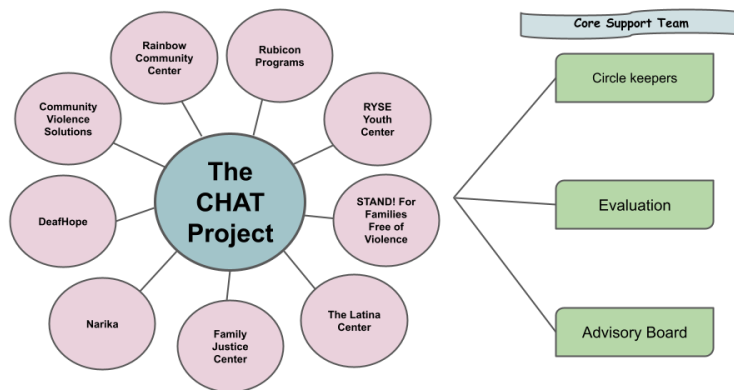 Core Support Team
Rainbow
Community
Center
Rubicon
Programs
Circle keepers
Community
Violence
Solutions
RYSE
Youth
Center
The
CHAT
Project
DeafHope
STAND! For
Families
Free of
Violence
Evaluation
Narika
Family
Justice
Center
The Latina
Center
Advisory Board